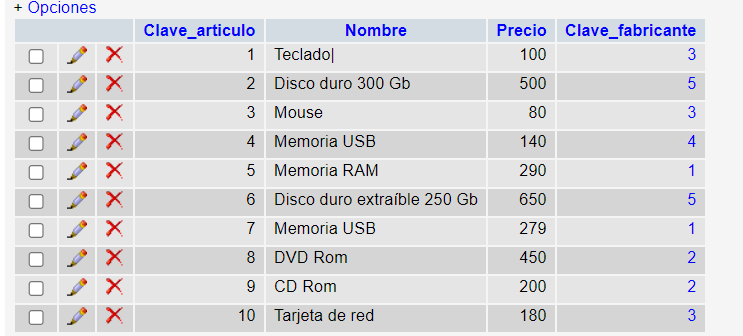 + Opciones
Clave_articulo Nombre Precio Clave_fabricante
1 Teclado 100 3
2 Disco duro 300 Gb 500 5
3 Mouse 80 3
4 Memoria USB 140 4
5 Memoria RAM 290 1
6 Disco duro extraíble 250 Gb 650 5
7 Memoria USB 279 1
8 DVD Rom 450 2
9 CD Rom 200 2
10 Tarjeta de red 180 3